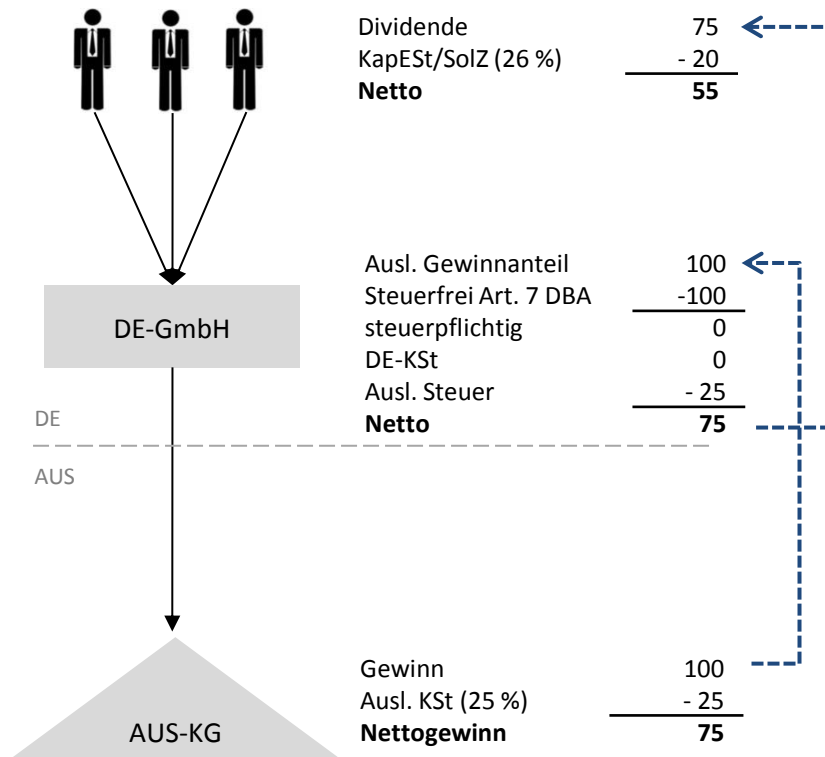 Dividende 75
KapESt/SolZ (26 %) - 20
Netto 55
Ausl. Gewinnanteil 100
Steuerfrei Art. 7 DBA -100
steuerpflichtig 0
DE-KSt 0
Ausl. Steuer - 25
Netto 75
DE-GmbH
DE
AUS
Gewinn 100
Ausl. KSt (25 %) - 25
Nettogewinn 75
AUS-KG